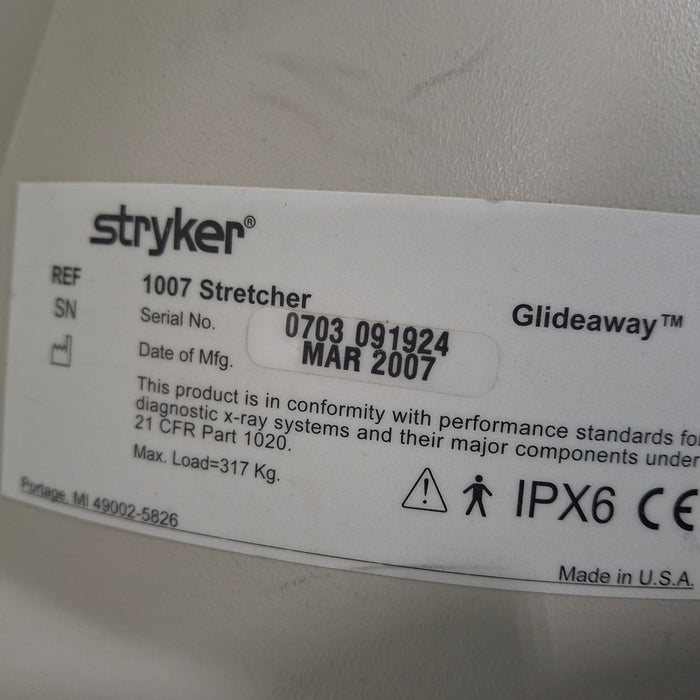 stryker®
REF 1007 Stretcher Glideaway™
SN Serial No. 0703 091924
Date of Mfg. MAR 2007
This product is in conformity with performance standards for
diagnostic x-ray systems and their major components under
21 CFR Part 1020.
Max. Load=317 Kg.
IPX6 CE
Portage, MI 49002-5826
Made in U.S.A.